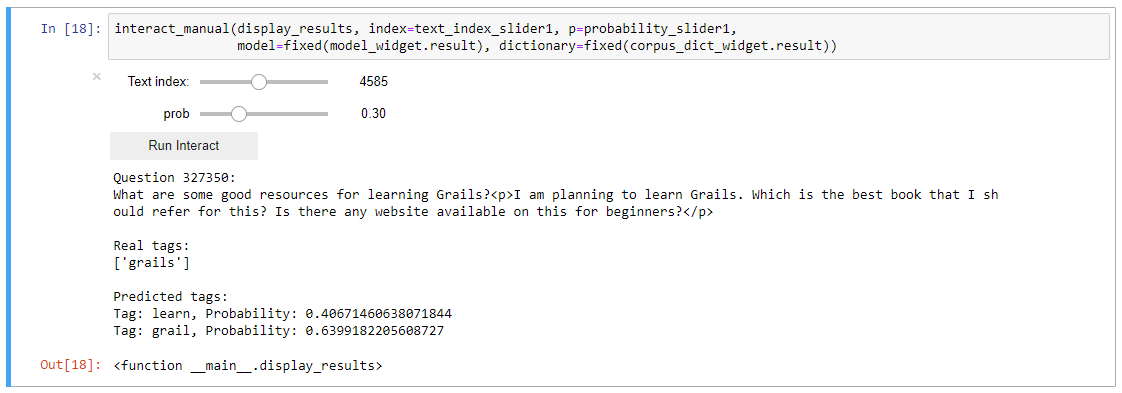 In [18]: interact_manual(display_results, index=text_index_slider1, p=probability_slider1,
model=fixed(model_widget.result), dictionary=fixed(corpus_dict_widget.result))
× Text index: 4585
prob 0.30
Run Interact
Question 327350:
What are some good resources for learning Grails?<p>I am planning to learn Grails. Which is the best book that I sh
ould refer for this? Is there any website available on this for beginners?</p>
Real tags:
['grails']
Predicted tags:
Tag: learn, Probability: 0.40671460638071844
Tag: grail, Probability: 0.6399182205608727
Out[18]: <function __main__.display_results>